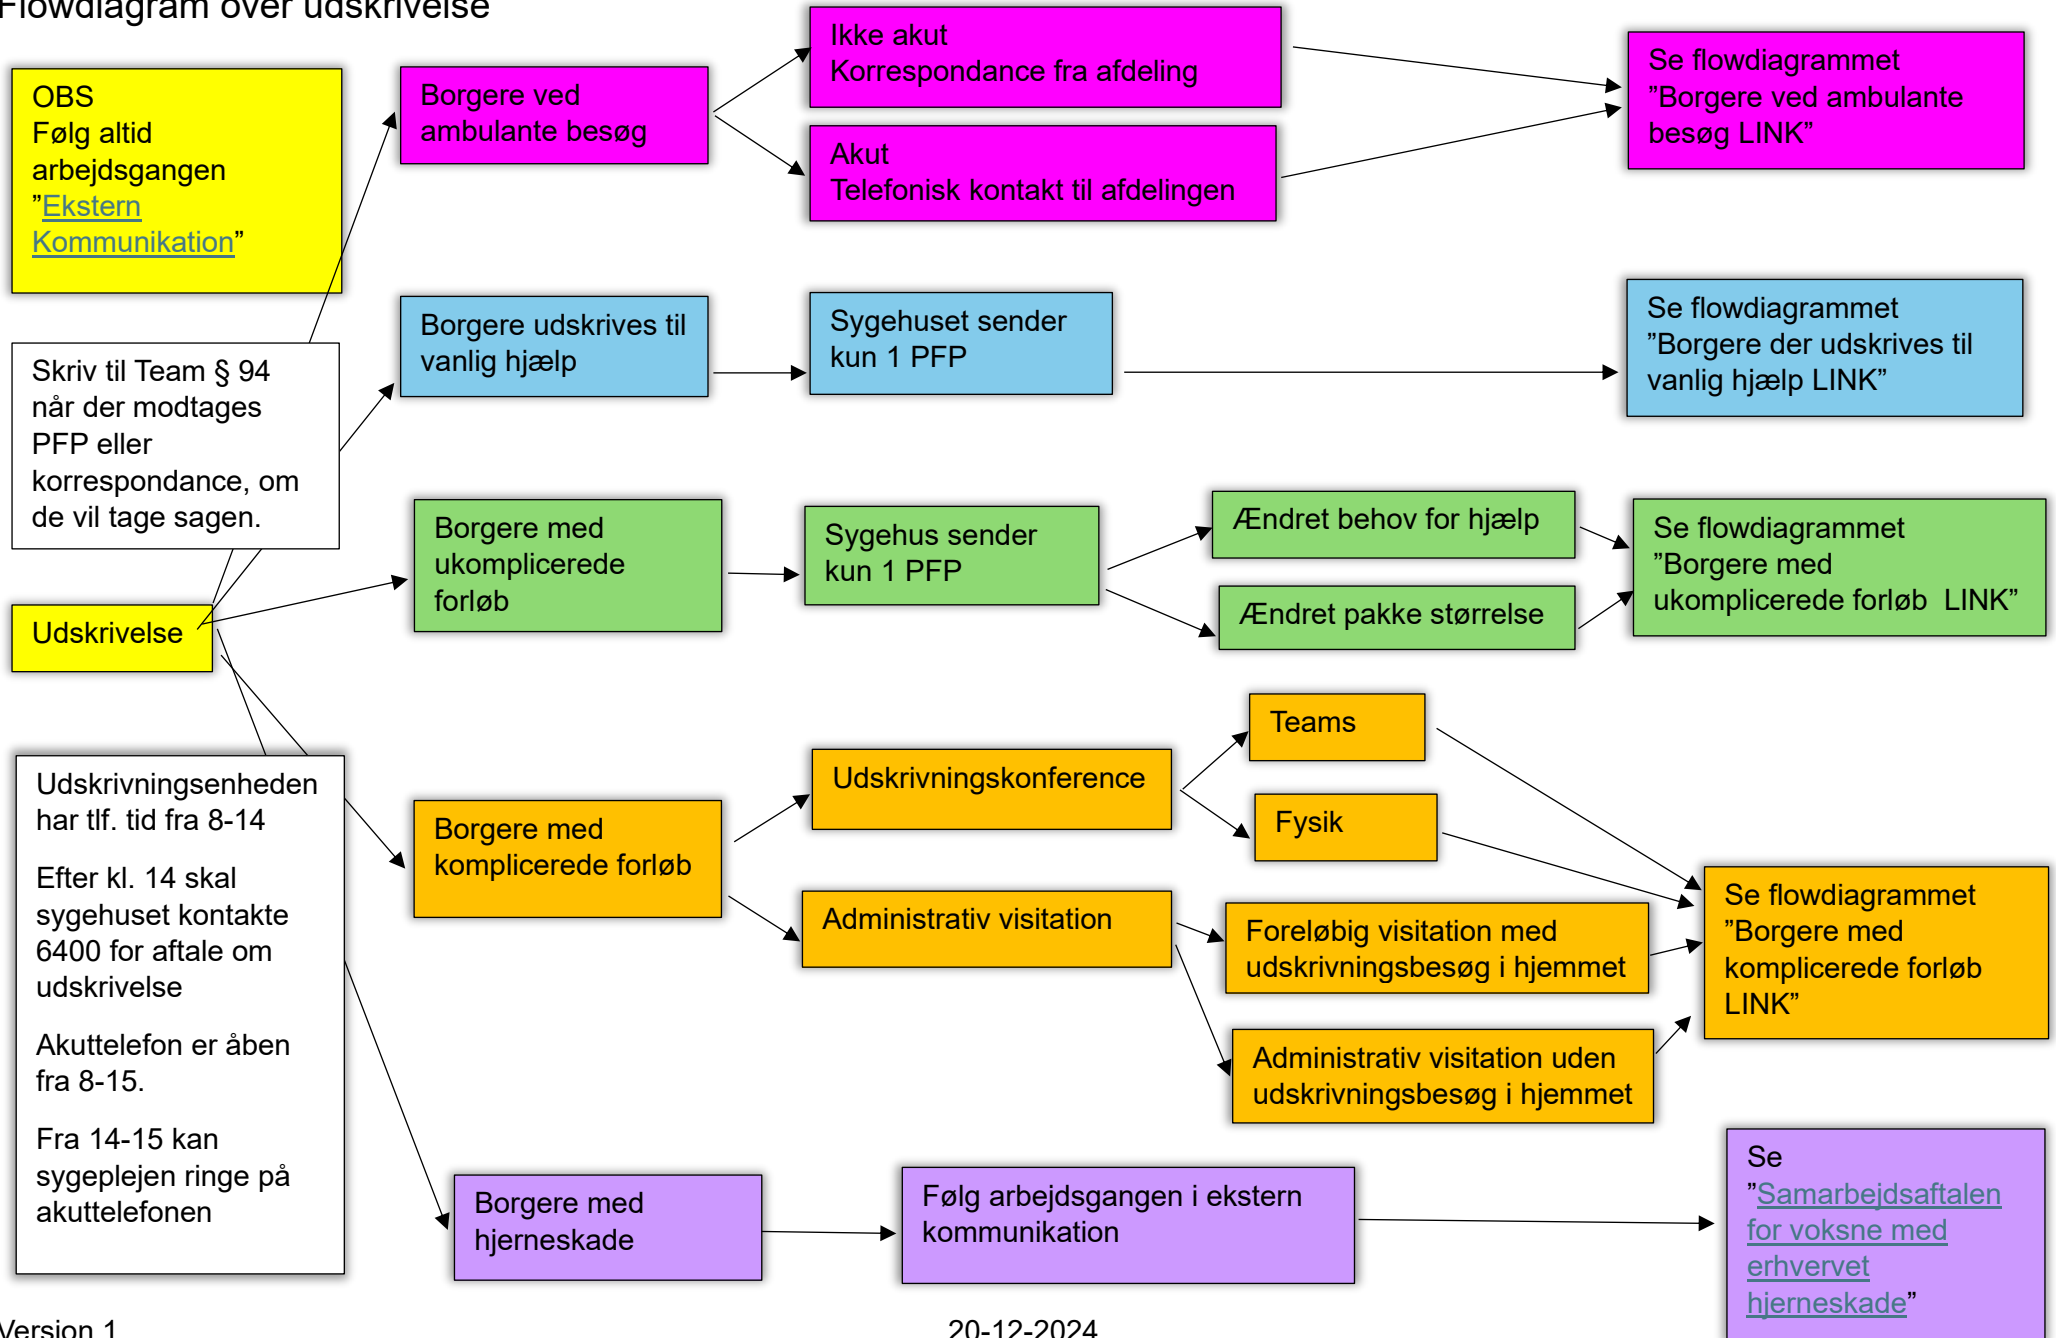 Flowdiagram over udskrivelse
OBS
Følg altid
arbejdsgangen
”Ekstern
Kommunikation”
Skriv til Team § 94
når der modtages
PFP eller
korrespondance, om
de vil tage sagen.
Udskrivelse
Udskrivningsenheden
har tlf. tid fra 8-14
Efter kl. 14 skal
sygehuset kontakte
6400 for aftale om
udskrivelse
Akuttelefon er åben
fra 8-15.
Fra 14-15 kan
sygeplejen ringe på
akuttelefonen
Borgere ved
ambulante besøg
Ikke akut
Korrespondance fra afdeling
Akut
Telefonisk kontakt til afdelingen
Se flowdiagrammet
”Borgere ved ambulante
besøg LINK”
Borgere udskrives til
vanlig hjælp
Sygehuset sender
kun 1 PFP
Se flowdiagrammet
”Borgere der udskrives til
vanlig hjælp LINK”
Borgere med
ukomplicerede
forløb
Sygehus sender
kun 1 PFP
Ændret behov for hjælp
Ændret pakke størrelse
Se flowdiagrammet
”Borgere med
ukomplicerede forløb  LINK”
Borgere med
komplicerede forløb
Udskrivningskonference
Teams
Fysik
Administrativ visitation
Foreløbig visitation med
udskrivningsbesøg i hjemmet
Administrativ visitation uden
udskrivningsbesøg i hjemmet
Se flowdiagrammet
”Borgere med
komplicerede forløb
LINK”
Borgere med
hjerneskade
Følg arbejdsgangen i ekstern
kommunikation
Se
”Samarbejdsaftalen
for voksne med
erhvervet
hjerneskade”
Version 1
20-12-2024